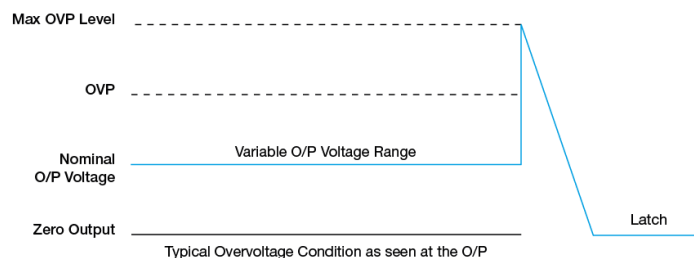 Max OVP Level
OVP
Variable O/P Voltage Range
Nominal
O/P Voltage
Latch
Zero Output
Typical Overvoltage Condition as seen at the O/P